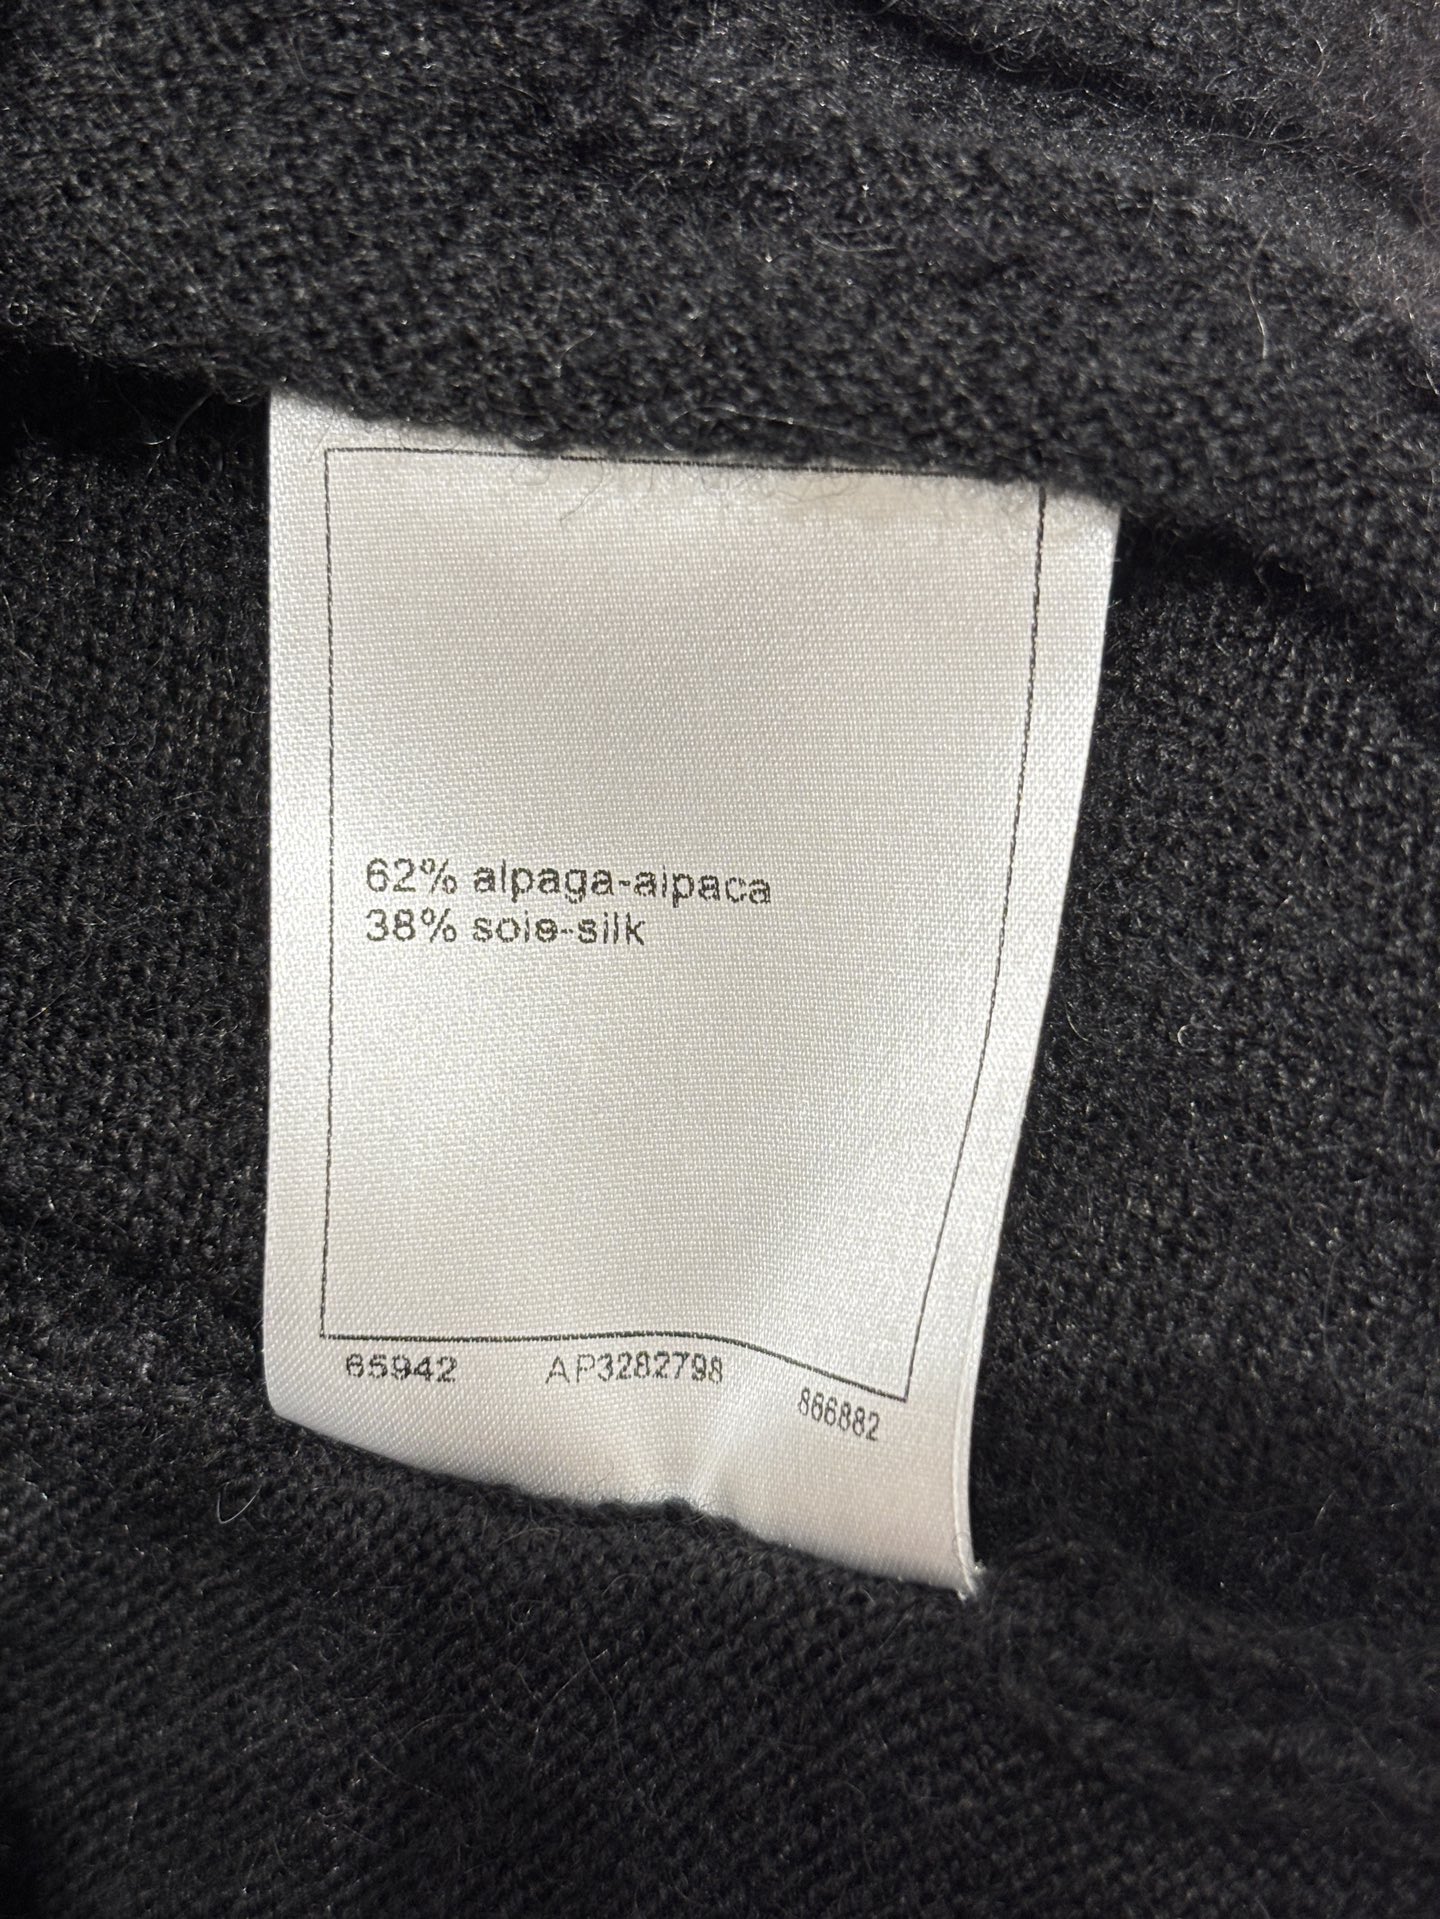 62% alpaga-alpaca
38% soie-silk
65942 AP3282798 866882